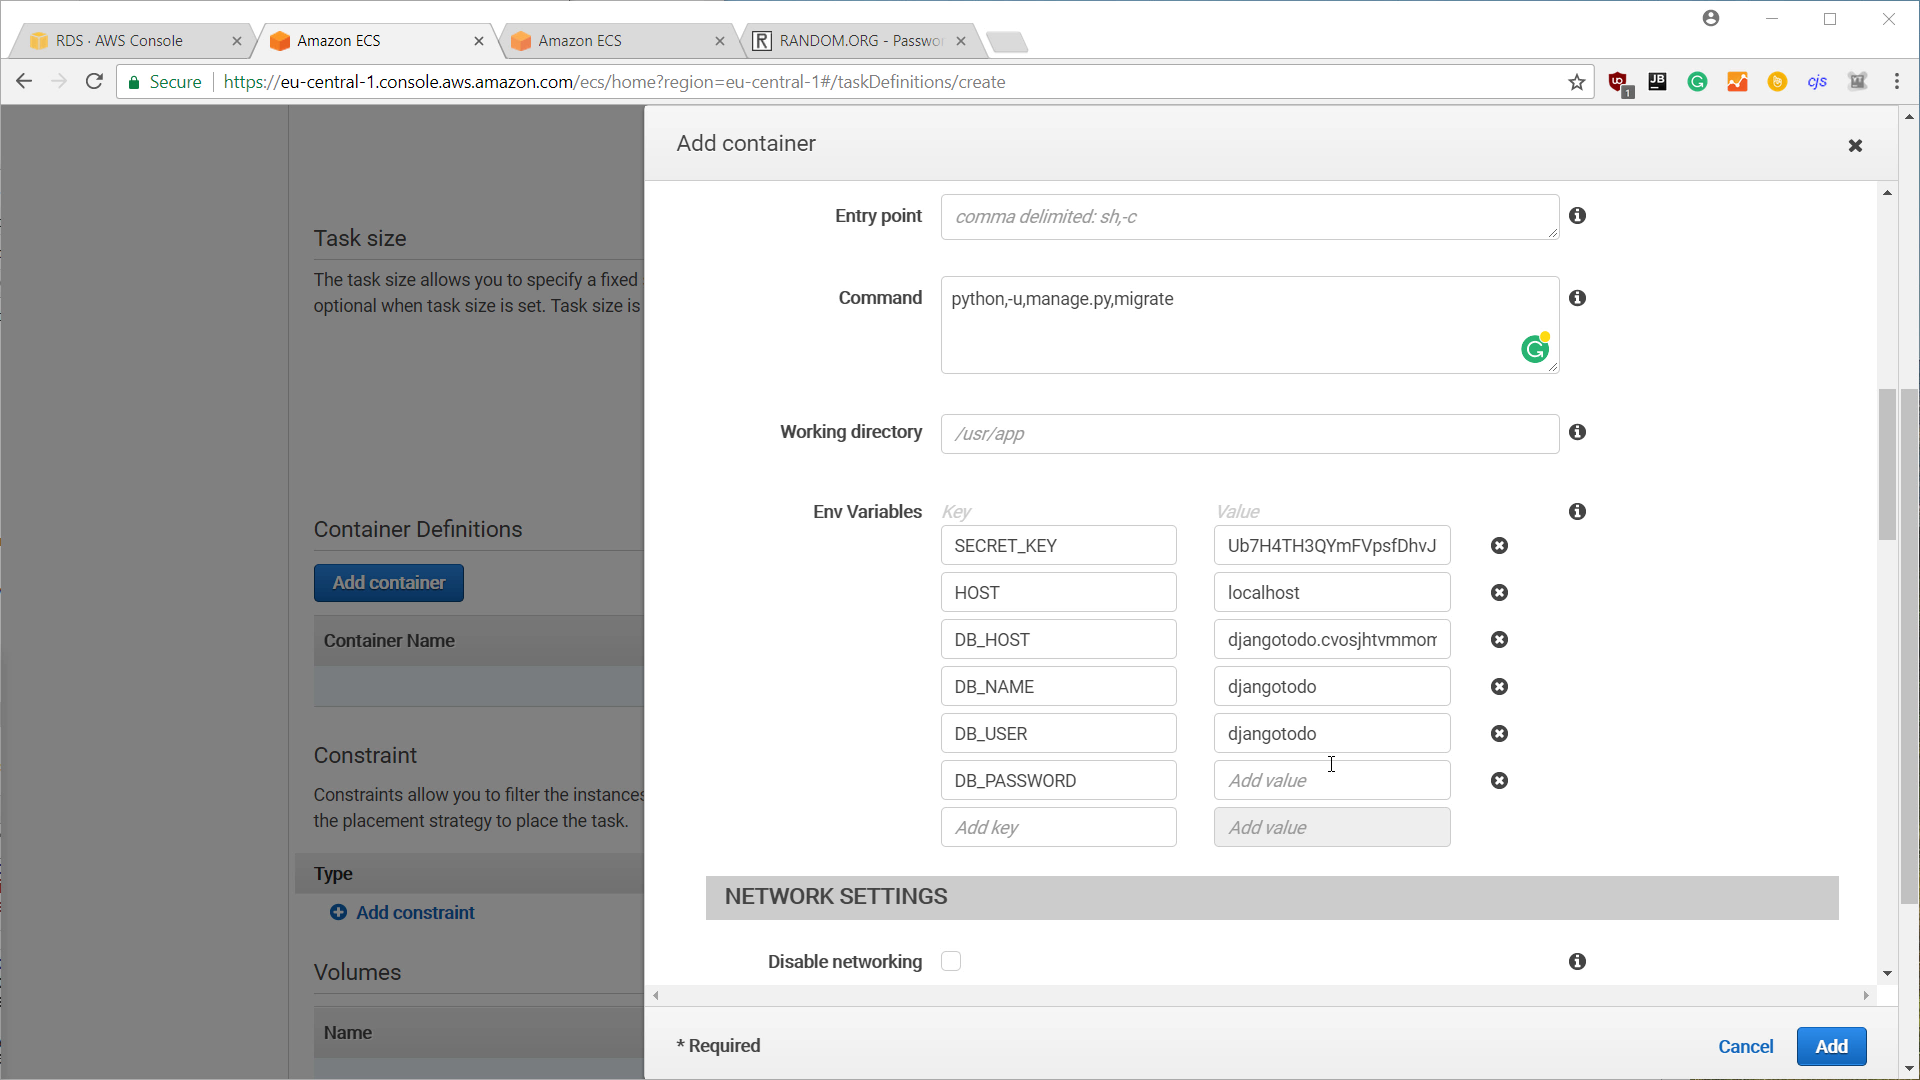 RDS · AWS Console
Amazon ECS
Amazon ECS
RANDOM.ORG - Passwo
Secure
https://eu-central-1.console.aws.amazon.com/ecs/home?region=eu-central-1#/taskDefinitions/create
1
JB
cjs
Task size
The task size allows you to specify a fixed
optional when task size is set. Task size is
Container Definitions
Add container
Container Name
Constraint
Constraints allow you to filter the instances
the placement strategy to place the task.
Type
Add constraint
Volumes
Name
Add container
Entry point
comma delimited: sh,-c
Command
python,-u,manage.py,migrate
Working directory
/usr/app
Env Variables
Key
Value
SECRET_KEY
Ub7H4TH3QYmFVpsfDhvJ
HOST
localhost
DB_HOST
djangotodo.cvosjhtvmmom
DB_NAME
djangotodo
DB_USER
djangotodo
DB_PASSWORD
Add value
Add key
Add value
NETWORK SETTINGS
Disable networking
* Required
Cancel
Add